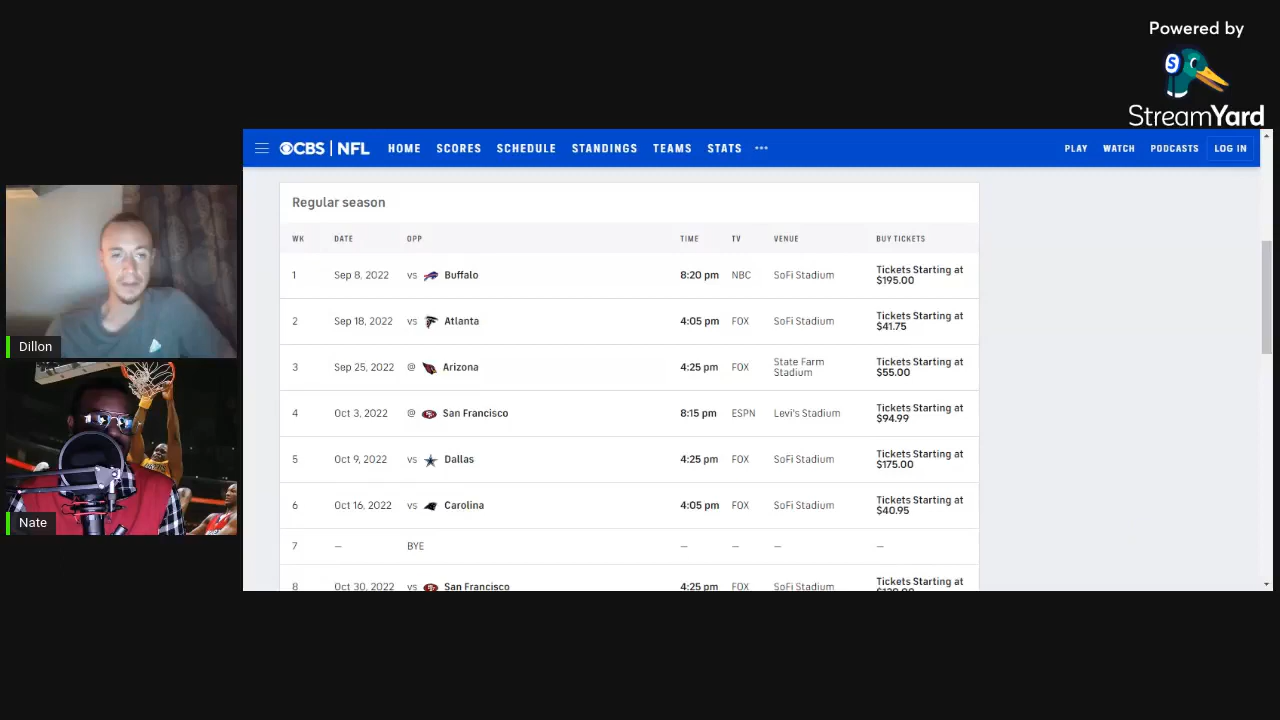 Powered by
S
StreamYard
CBS | NFL HOME SCORES SCHEDULE STANDINGS TEAMS STATS ••• PLAY WATCH PODCASTS LOG IN
Regular season
WK DATE OPP TIME TV VENUE BUY TICKETS
1 Sep 8, 2022 vs Buffalo 8:20 pm NBC SoFi Stadium Tickets Starting at
$195.00
2 Sep 18, 2022 vs Atlanta 4:05 pm FOX SoFi Stadium Tickets Starting at
$41.75
3 Sep 25, 2022 @ Arizona 4:25 pm FOX State Farm
Stadium Tickets Starting at
$55.00
4 Oct 3, 2022 @ San Francisco 8:15 pm ESPN Levi's Stadium Tickets Starting at
$94.99
5 Oct 9, 2022 vs Dallas 4:25 pm FOX SoFi Stadium Tickets Starting at
$175.00
6 Oct 16, 2022 vs Carolina 4:05 pm FOX SoFi Stadium Tickets Starting at
$40.95
7 – BYE – – – –
8 Oct 30, 2022 vs San Francisco 4:25 pm FOX SoFi Stadium Tickets Starting at
Dillon
Nate